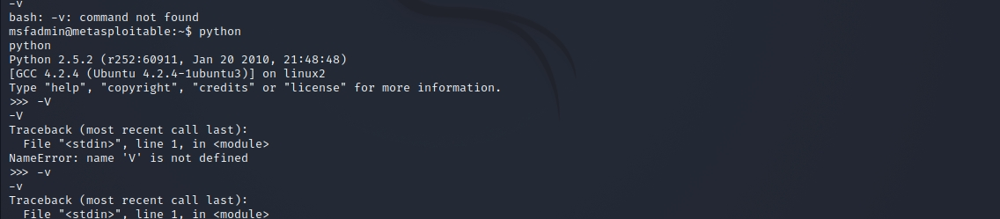 -v
bash: -v: command not found
msfadmin@metasploitable:~$ python
python
Python 2.5.2 (r252:60911, Jan 20 2010, 21:48:48)
[GCC 4.2.4 (Ubuntu 4.2.4-1ubuntu3)] on linux2
Type "help", "copyright", "credits" or "license" for more information.
>>> -V
-V
Traceback (most recent call last):
  File "<stdin>", line 1, in <module>
NameError: name 'V' is not defined
>>> -v
-v
Traceback (most recent call last):
  File "<stdin>", line 1, in <module>